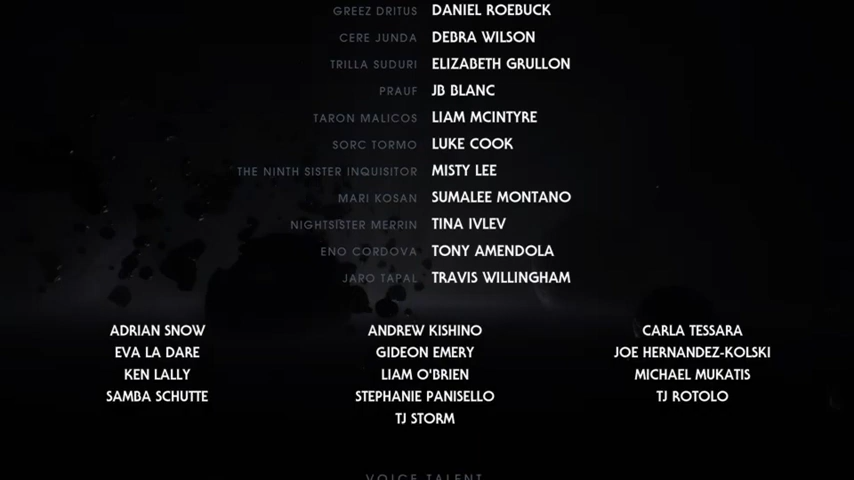 GREEZ DRITUS DANIEL ROEBUCK
CERE JUNDA DEBRA WILSON
TRILLA SUDURI ELIZABETH GRULLON
PRAUF JB BLANC
TARON MALICOS LIAM MCINTYRE
SORC TORMO LUKE COOK
THE NINTH SISTER INQUISITOR MISTY LEE
MARI KOSAN SUMALEE MONTANO
NIGHTSISTER MERRIN TINA IVLEV
ENO CORDOVA TONY AMENDOLA
JARO TAPAL TRAVIS WILLINGHAM
ADRIAN SNOW ANDREW KISHINO CARLA TESSARA
EVA LA DARE GIDEON EMERY JOE HERNANDEZ-KOLSKI
KEN LALLY LIAM O'BRIEN MICHAEL MUKATIS
SAMBA SCHUTTE STEPHANIE PANISELLO TJ ROTOLO
TJ STORM
VOICE TALENT